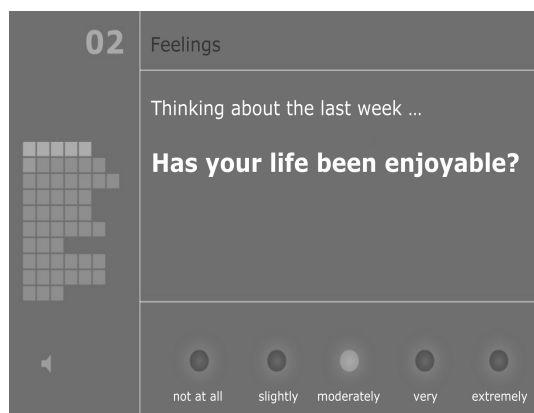 02 Feelings
Thinking about the last week ...
Has your life been enjoyable?
not at all slightly moderately very extremely